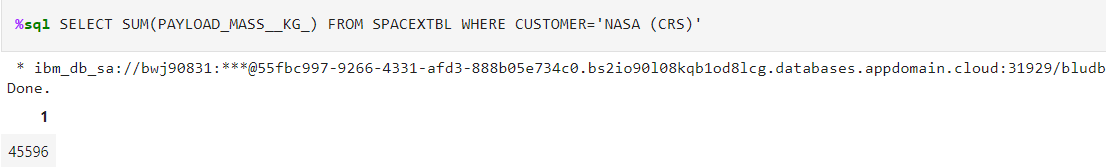 %sql SELECT SUM(PAYLOAD_MASS__KG_) FROM SPACEXTBL WHERE CUSTOMER='NASA (CRS)'
* ibm_db_sa://bwj90831:***@55fbc997-9266-4331-afd3-888b05e734c0.bs2io90l08kqb1od8lcg.databases.appdomain.cloud:31929/bludb
Done.
1
45596